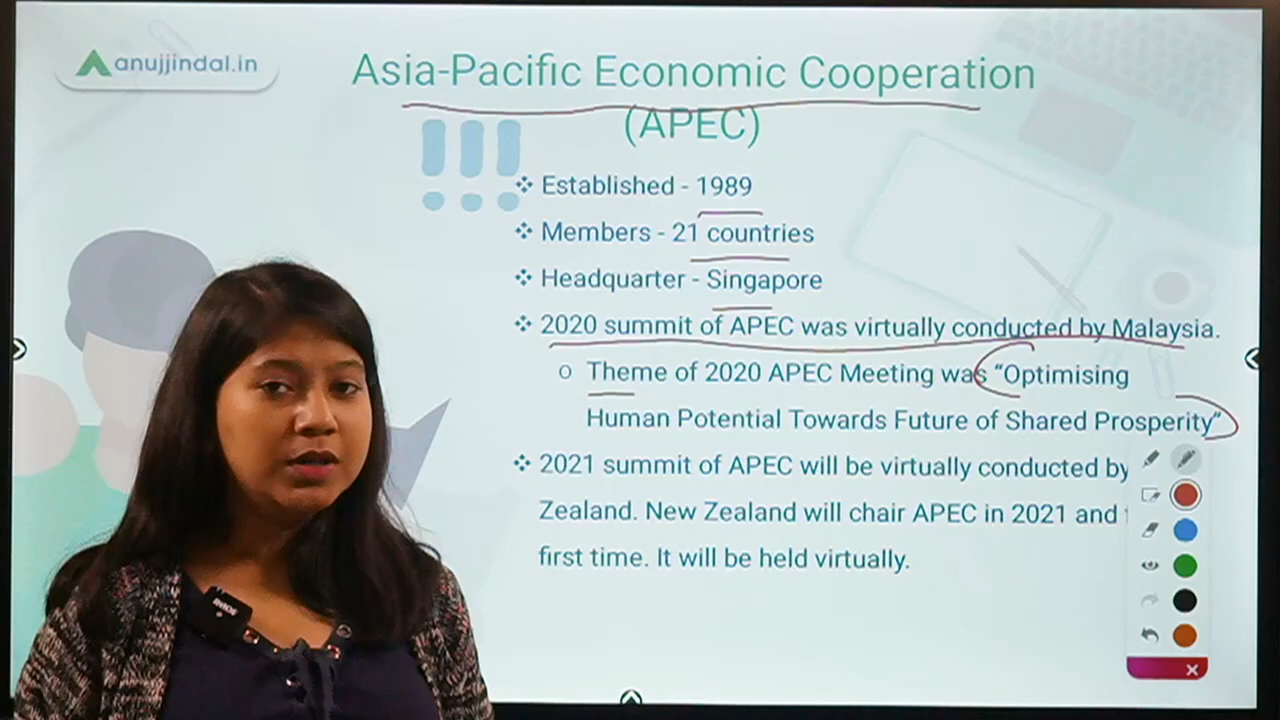 anujjindal.in
Asia-Pacific Economic Cooperation
(APEC)
!!!
❖ Established - 1989
❖ Members - 21 countries
❖ Headquarter - Singapore
❖ 2020 summit of APEC was virtually conducted by Malaysia.
o Theme of 2020 APEC Meeting was “Optimising
Human Potential Towards Future of Shared Prosperity”
❖ 2021 summit of APEC will be virtually conducted by
Zealand. New Zealand will chair APEC in 2021 and
first time. It will be held virtually.